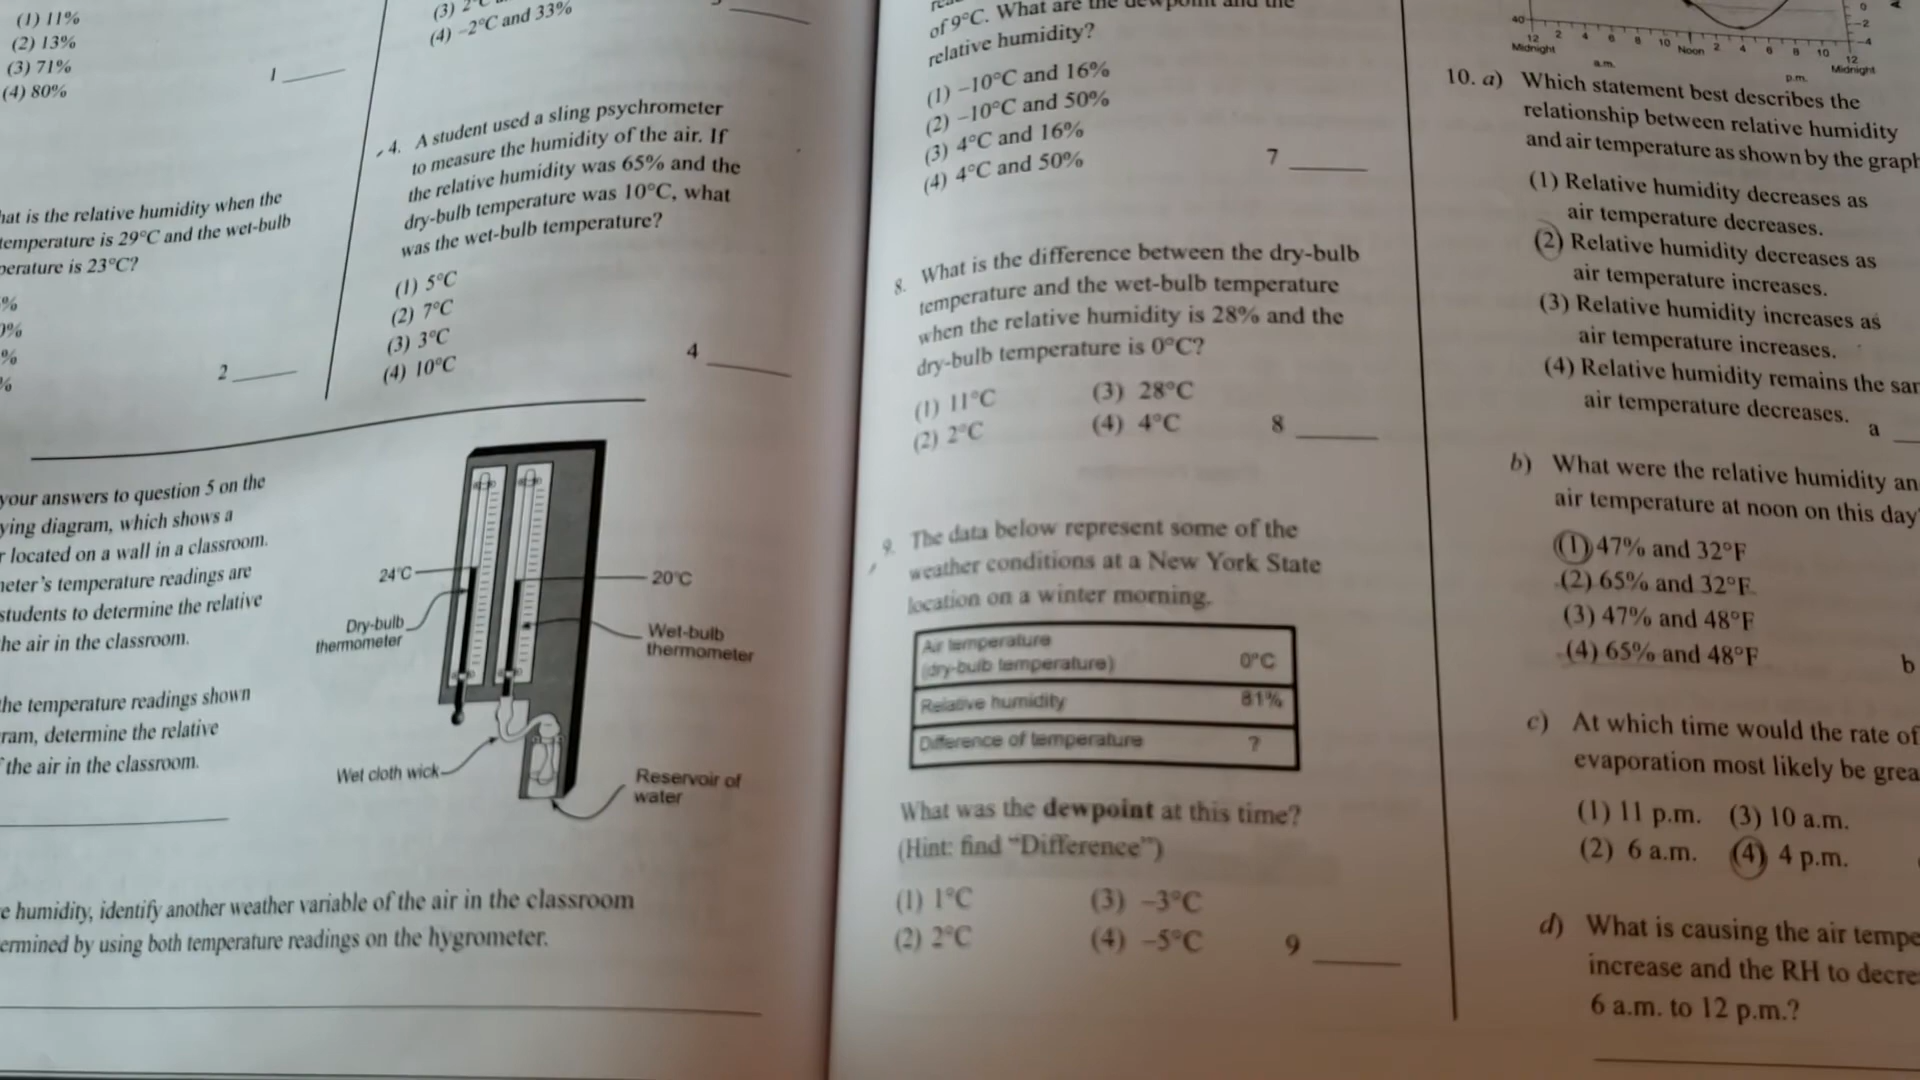 (1) 11%
(2) 13%
(3) 71%
(4) 80%
1
hat is the relative humidity when the
temperature is 29°C and the wet-bulb
perature is 23°C?
%
0%
%
%
2
(4) –2°C and 33%
4. A student used a sling psychrometer
to measure the humidity of the air. If
the relative humidity was 65% and the
dry-bulb temperature was 10°C, what
was the wet-bulb temperature?
(1) 5°C
(2) 7°C
(3) 3°C
(4) 10°C
4
your answers to question 5 on the
ying diagram, which shows a
r located on a wall in a classroom.
neter's temperature readings are
students to determine the relative
he air in the classroom.
the temperature readings shown
ram, determine the relative
f the air in the classroom.
24°C
20°C
Dry-bulb
thermometer
Wet-bulb
thermometer
Wet cloth wick
Reservoir of
water
e humidity, identify another weather variable of the air in the classroom
ermined by using both temperature readings on the hygrometer.
of 9°C. What are the dewpoint and the
relative humidity?
(1) –10°C and 16%
(2) –10°C and 50%
(3) 4°C and 16%
(4) 4°C and 50%
7
8. What is the difference between the dry-bulb
temperature and the wet-bulb temperature
when the relative humidity is 28% and the
dry-bulb temperature is 0°C?
(1) 11°C (3) 28°C
(2) 2°C (4) 4°C
8
9. The data below represent some of the
weather conditions at a New York State
location on a winter morning.
Air temperature
(dry-bulb temperature) 0°C
Relative humidity 81%
Difference of temperature ?
What was the dewpoint at this time?
(Hint: find "Difference")
(1) 1°C (3) –3°C
(2) 2°C (4) –5°C
9
0
–2
–4
40
12 2 4 6 8 10 Noon 2 4 6 8 10 12
Midnight a.m. p.m. Midnight
10. a) Which statement best describes the
relationship between relative humidity
and air temperature as shown by the graph
(1) Relative humidity decreases as
air temperature decreases.
(2) Relative humidity decreases as
air temperature increases.
(3) Relative humidity increases as
air temperature increases.
(4) Relative humidity remains the sam
air temperature decreases.
a
b) What were the relative humidity an
air temperature at noon on this day
(1) 47% and 32°F
(2) 65% and 32°F
(3) 47% and 48°F
(4) 65% and 48°F
b
c) At which time would the rate of
evaporation most likely be grea
(1) 11 p.m. (3) 10 a.m.
(2) 6 a.m. (4) 4 p.m.
d) What is causing the air tempe
increase and the RH to decre
6 a.m. to 12 p.m.?